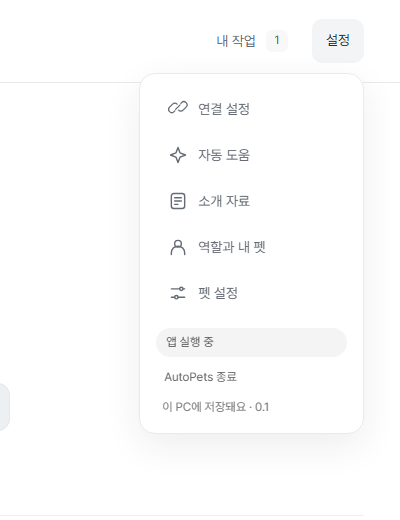 내 작업 1 설정
연결 설정
자동 도움
소개 자료
역할과 내 펫
펫 설정
앱 실행 중
AutoPets 종료
이 PC에 저장돼요 · 0.1